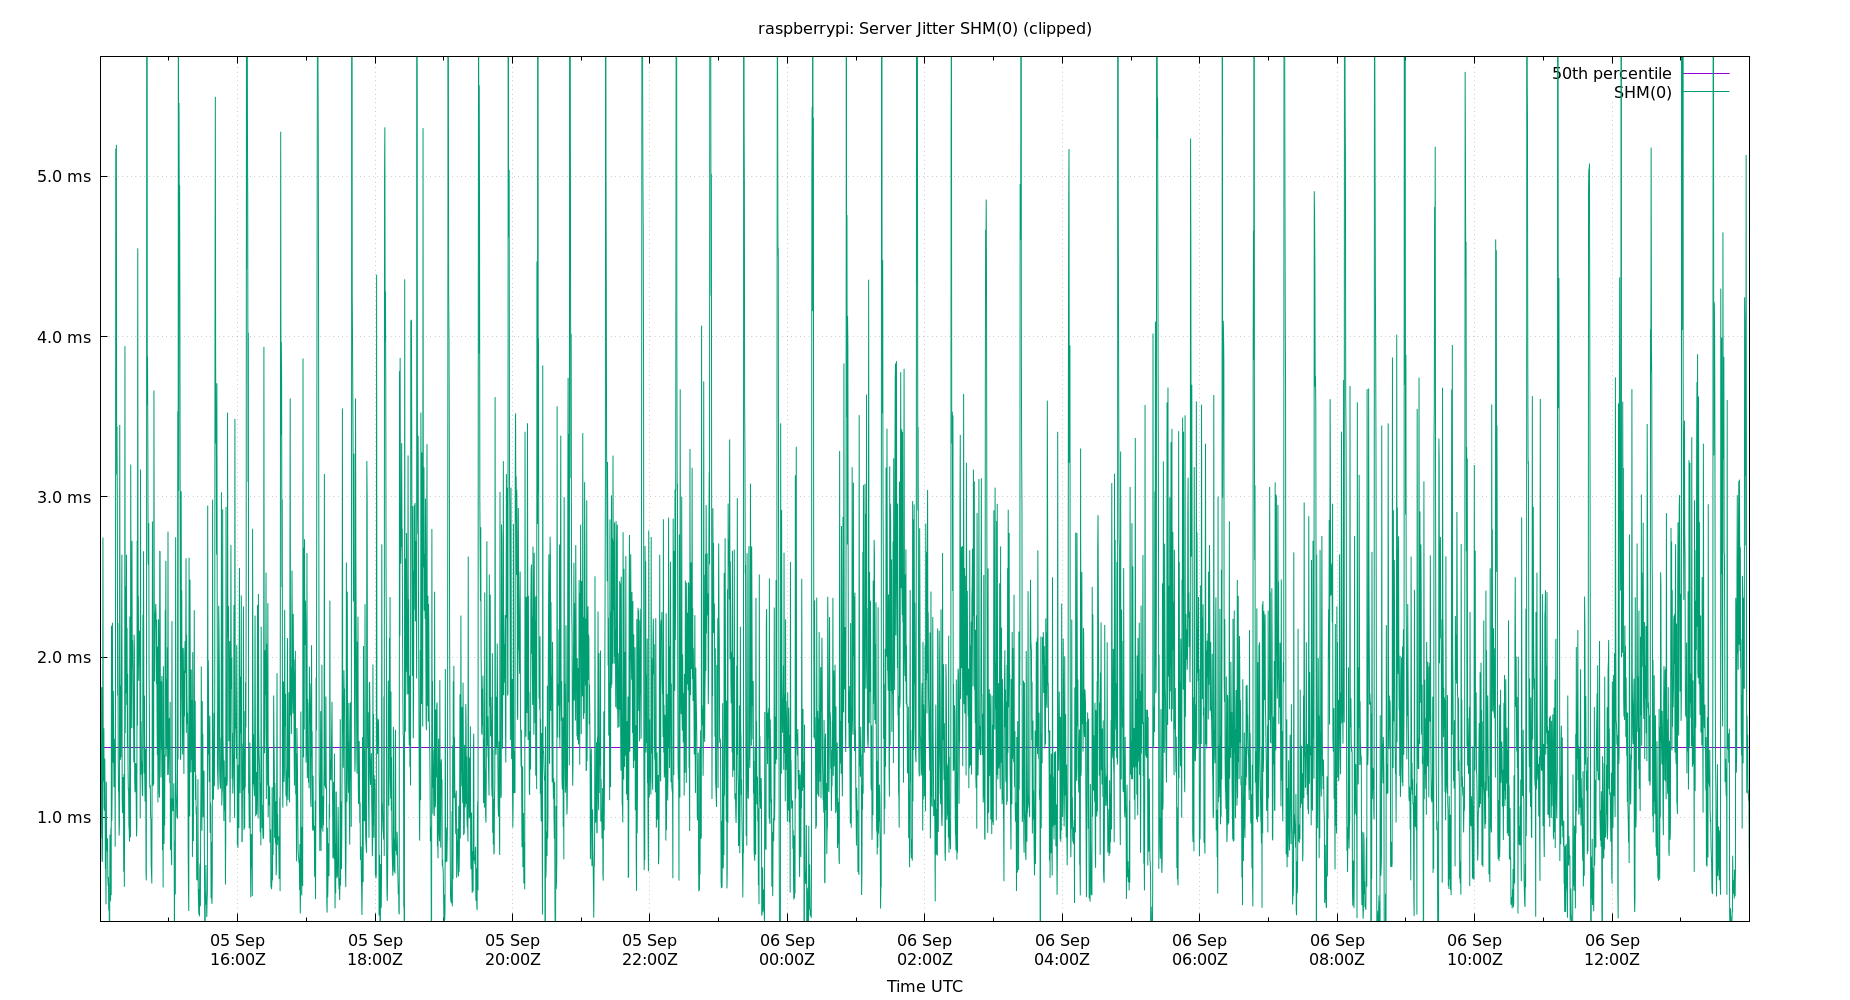 raspberrypi: Server Jitter SHM(0) (clipped)
50th percentile
SHM(0)
5.0 ms
4.0 ms
3.0 ms
2.0 ms
1.0 ms
05 Sep 05 Sep 05 Sep 05 Sep 06 Sep 06 Sep 06 Sep 06 Sep 06 Sep 06 Sep 06 Sep
16:00Z 18:00Z 20:00Z 22:00Z 00:00Z 02:00Z 04:00Z 06:00Z 08:00Z 10:00Z 12:00Z
Time UTC